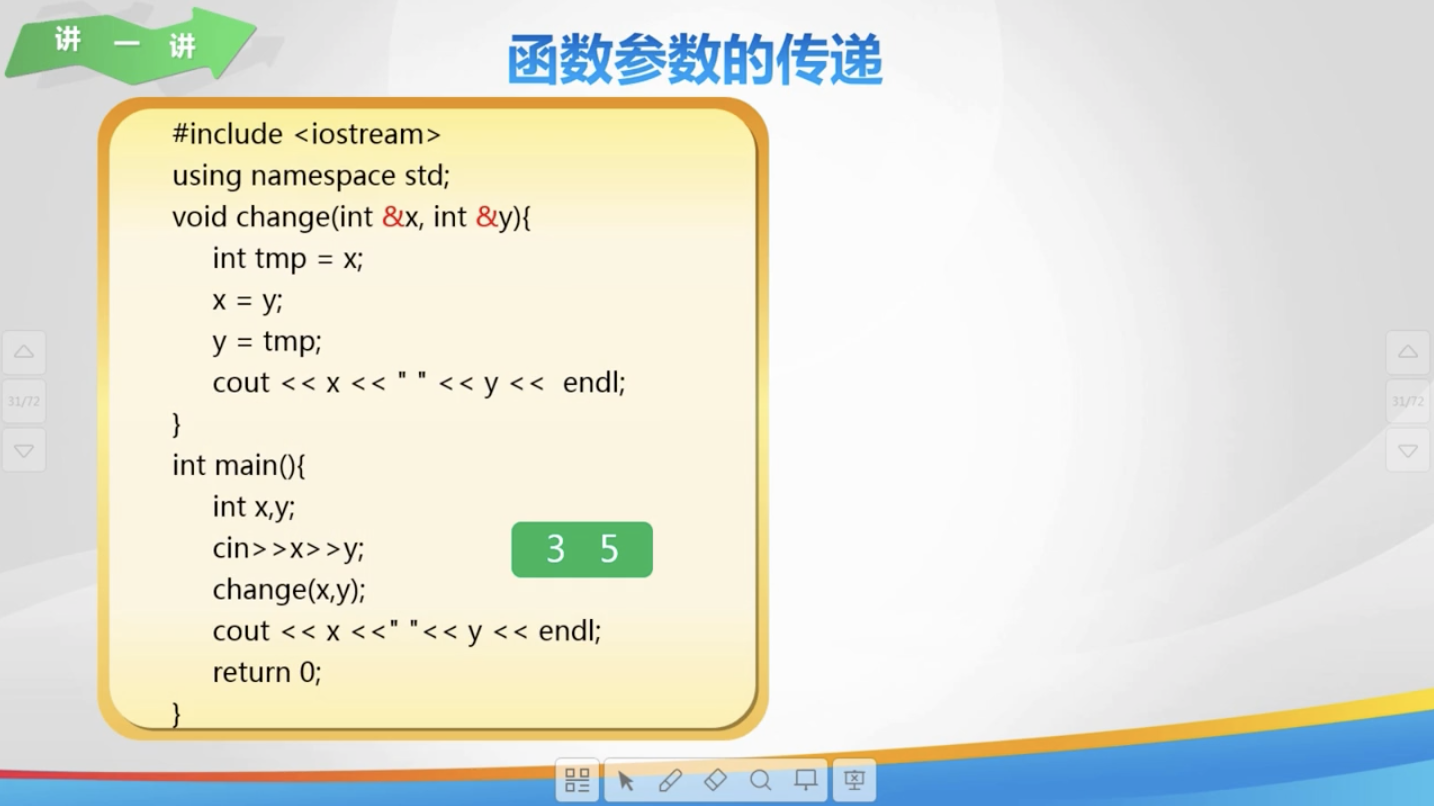 讲一讲
函数参数的传递
#include <iostream>
using namespace std;
void change(int &x, int &y){
int tmp = x;
x = y;
y = tmp;
cout << x << " " << y <<  endl;
}
int main(){
int x,y;
cin>>x>>y;
3 5
change(x,y);
cout << x <<" "<< y << endl;
return 0;
}
31/72
31/72